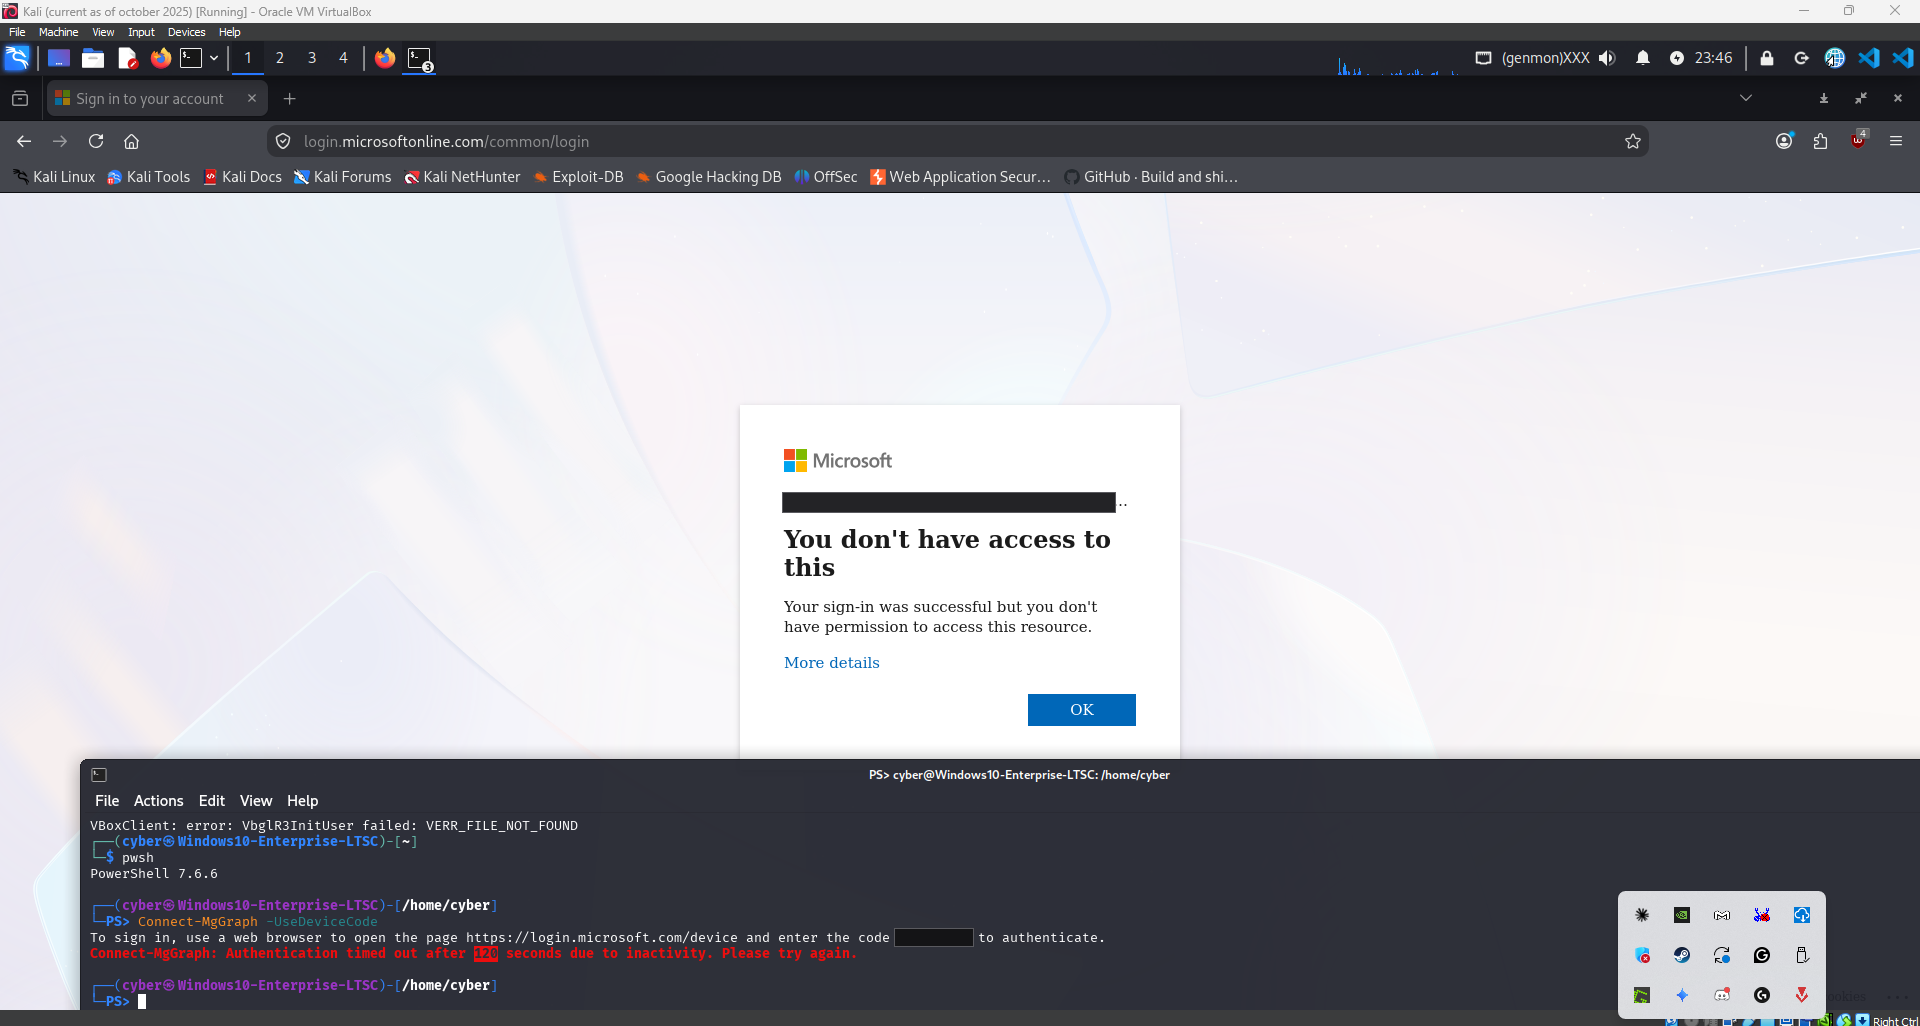 Kali (current as of october 2025) [Running] - Oracle VM VirtualBox
File Machine View Input Devices Help
1 2 3 4 3 (genmon)XXX 23:46
Sign in to your account
login.microsoftonline.com/common/login
4
Kali Linux Kali Tools Kali Docs Kali Forums Kali NetHunter Exploit-DB Google Hacking DB OffSec Web Application Secur… GitHub · Build and shi…
Microsoft
...
You don't have access to
this
Your sign-in was successful but you don't
have permission to access this resource.
More details
OK
PS> cyber@Windows10-Enterprise-LTSC: /home/cyber
File Actions Edit View Help
VBoxClient: error: VbglR3InitUser failed: VERR_FILE_NOT_FOUND
┌──(cyber㉿Windows10-Enterprise-LTSC)-[~]
└─$ pwsh
PowerShell 7.6.6
┌──(cyber㉿Windows10-Enterprise-LTSC)-[/home/cyber]
└─PS> Connect-MgGraph -UseDeviceCode
To sign in, use a web browser to open the page https://login.microsoft.com/device and enter the code to authenticate.
Connect-MgGraph: Authentication timed out after 120 seconds due to inactivity. Please try again.
┌──(cyber㉿Windows10-Enterprise-LTSC)-[/home/cyber]
└─PS>
Right Ctrl